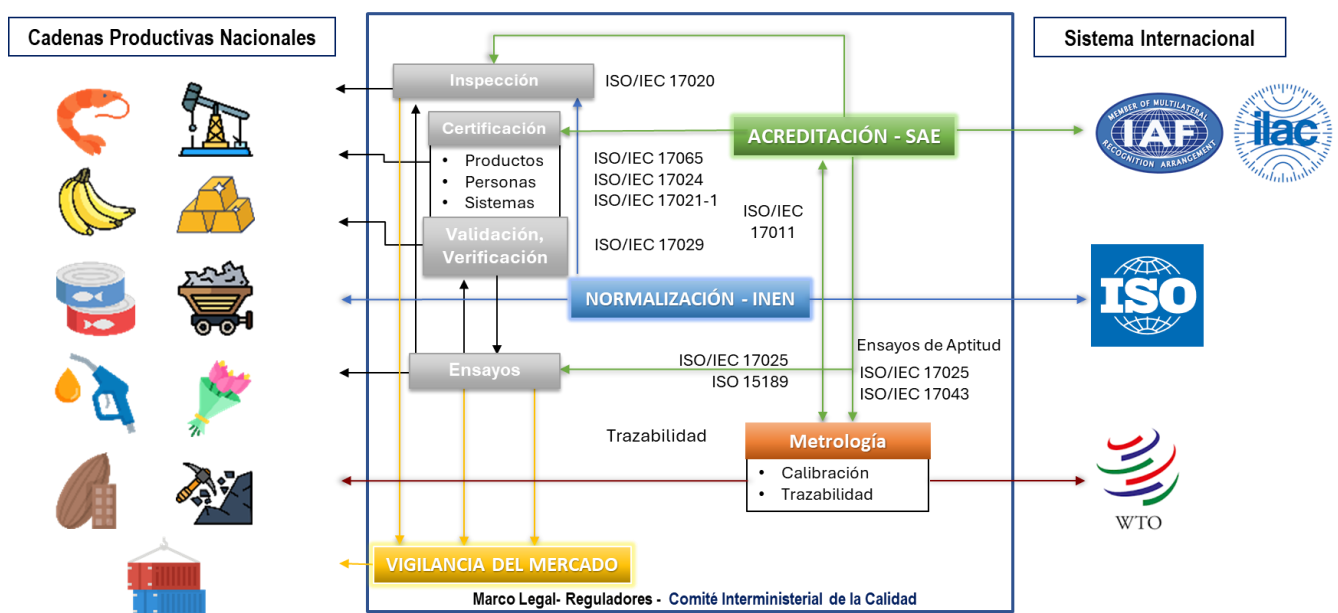 Cadenas Productivas Nacionales
Sistema Internacional
Inspección
ISO/IEC 17020
Certificación
• Productos
• Personas
• Sistemas
ISO/IEC 17065
ISO/IEC 17024
ISO/IEC 17021-1
ACREDITACIÓN - SAE
MEMBER OF MULTILATERAL
IAF
RECOGNITION ARRANGEMENT
ilac
ISO/IEC
17011
Validación,
Verificación
ISO/IEC 17029
NORMALIZACIÓN - INEN
ISO
Ensayos
ISO/IEC 17025
ISO 15189
Ensayos de Aptitud
ISO/IEC 17025
ISO/IEC 17043
Trazabilidad
Metrología
• Calibración
• Trazabilidad
WTO
VIGILANCIA DEL MERCADO
Marco Legal- Reguladores - Comité Interministerial de la Calidad